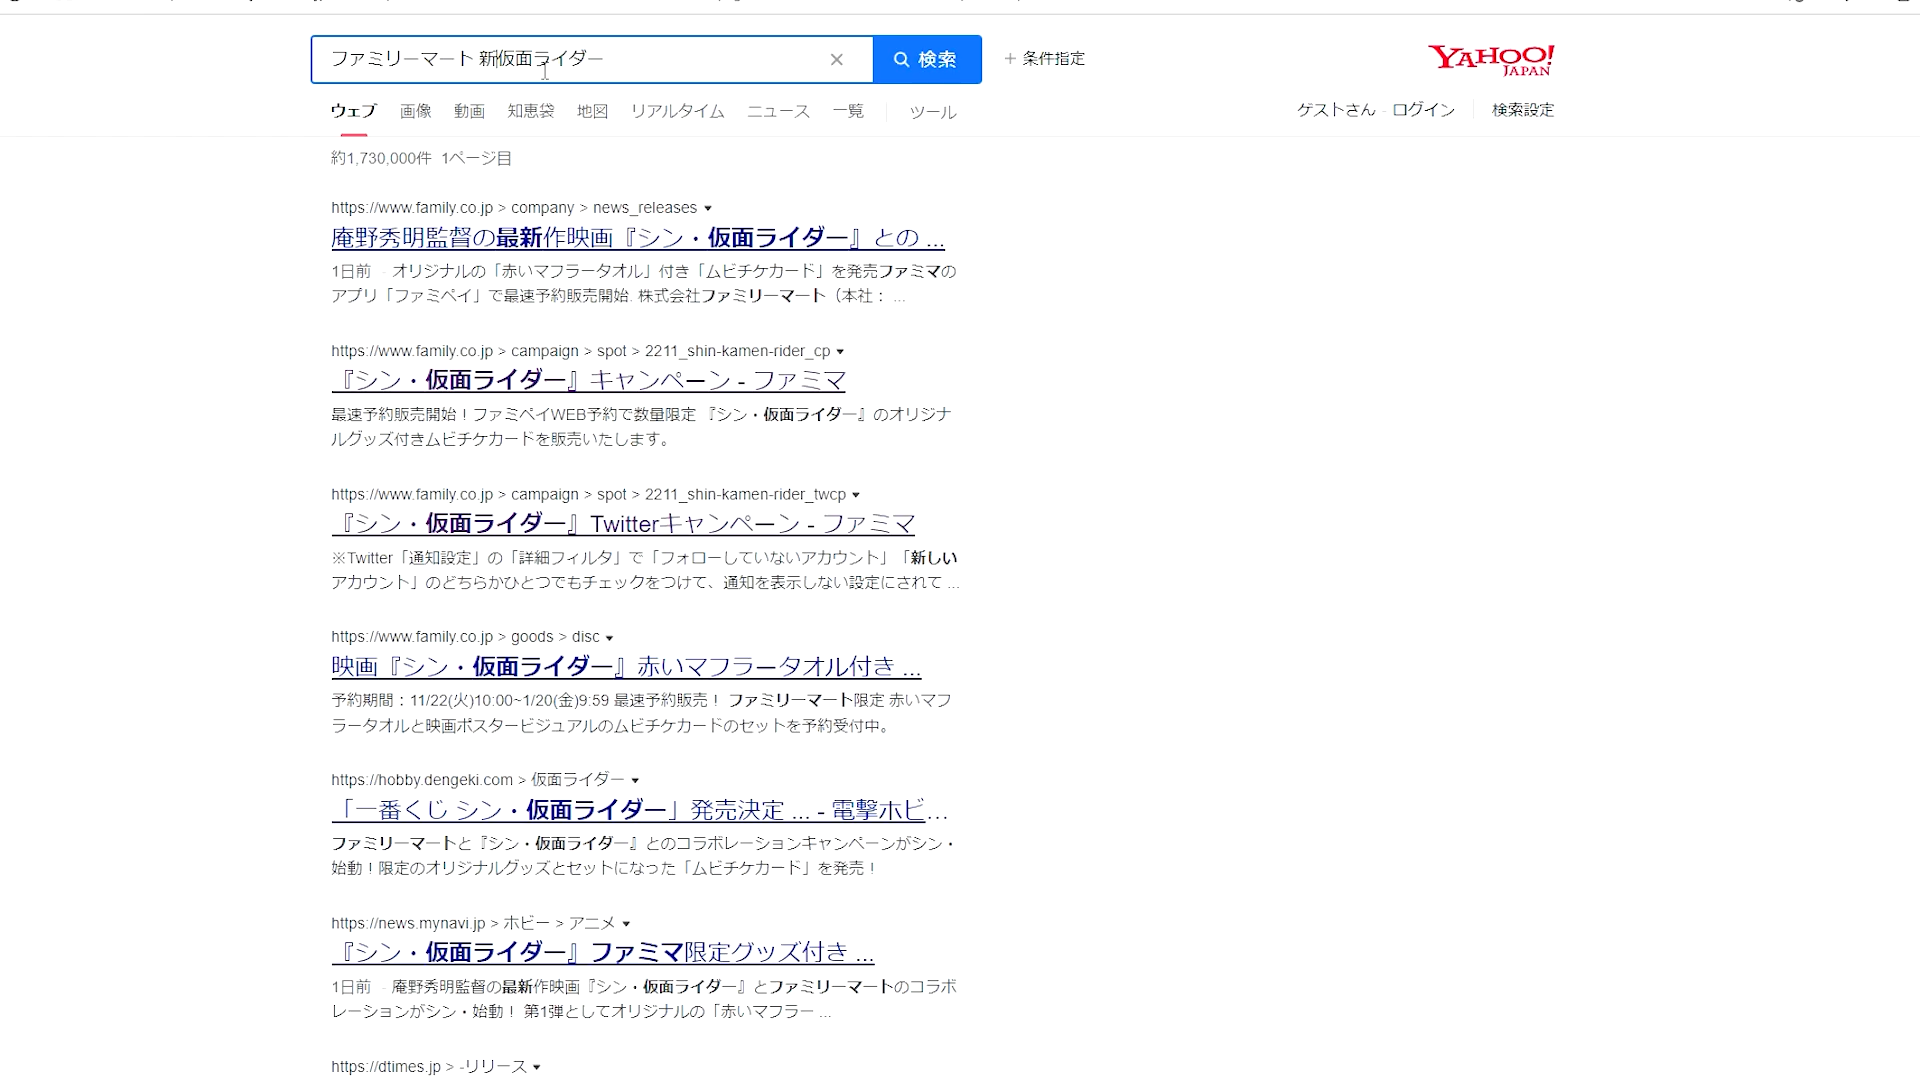 ファミリーマート 新仮面ライダー
検索
+ 条件指定
YAHOO!
JAPAN
ウェブ 画像 動画 知恵袋 地図 リアルタイム ニュース 一覧 ツール
ゲストさん - ログイン 検索設定
約1,730,000件 1ページ目
https://www.family.co.jp > company > news_releases
庵野秀明監督の最新作映画『シン・仮面ライダー』との ...
1日前 - オリジナルの「赤いマフラータオル」付き「ムビチケカード」を発売ファミマの
アプリ「ファミペイ」で最速予約販売開始. 株式会社ファミリーマート（本社： ...
https://www.family.co.jp > campaign > spot > 2211_shin-kamen-rider_cp
『シン・仮面ライダー』キャンペーン - ファミマ
最速予約販売開始！ファミペイWEB予約で数量限定 『シン・仮面ライダー』のオリジナ
ルグッズ付きムビチケカードを販売いたします。
https://www.family.co.jp > campaign > spot > 2211_shin-kamen-rider_twcp
『シン・仮面ライダー』Twitterキャンペーン - ファミマ
※Twitter「通知設定」の「詳細フィルタ」で「フォローしていないアカウント」「新しい
アカウント」のどちらかひとつでもチェックをつけて、通知を表示しない設定にされて ...
https://www.family.co.jp > goods > disc
映画『シン・仮面ライダー』赤いマフラータオル付き ...
予約期間：11/22(火)10:00~1/20(金)9:59 最速予約販売！ ファミリーマート限定 赤いマフ
ラータオルと映画ポスタービジュアルのムビチケカードのセットを予約受付中。
https://hobby.dengeki.com > 仮面ライダー
「一番くじ シン・仮面ライダー」発売決定 ... - 電撃ホビ...
ファミリーマートと『シン・仮面ライダー』とのコラボレーションキャンペーンがシン・
始動！限定のオリジナルグッズとセットになった「ムビチケカード」を発売！
https://news.mynavi.jp > ホビー > アニメ
『シン・仮面ライダー』ファミマ限定グッズ付き ...
1日前 - 庵野秀明監督の最新作映画『シン・仮面ライダー』とファミリーマートのコラボ
レーションがシン・始動！ 第1弾としてオリジナルの「赤いマフラー ...
https://dtimes.jp > -リリース